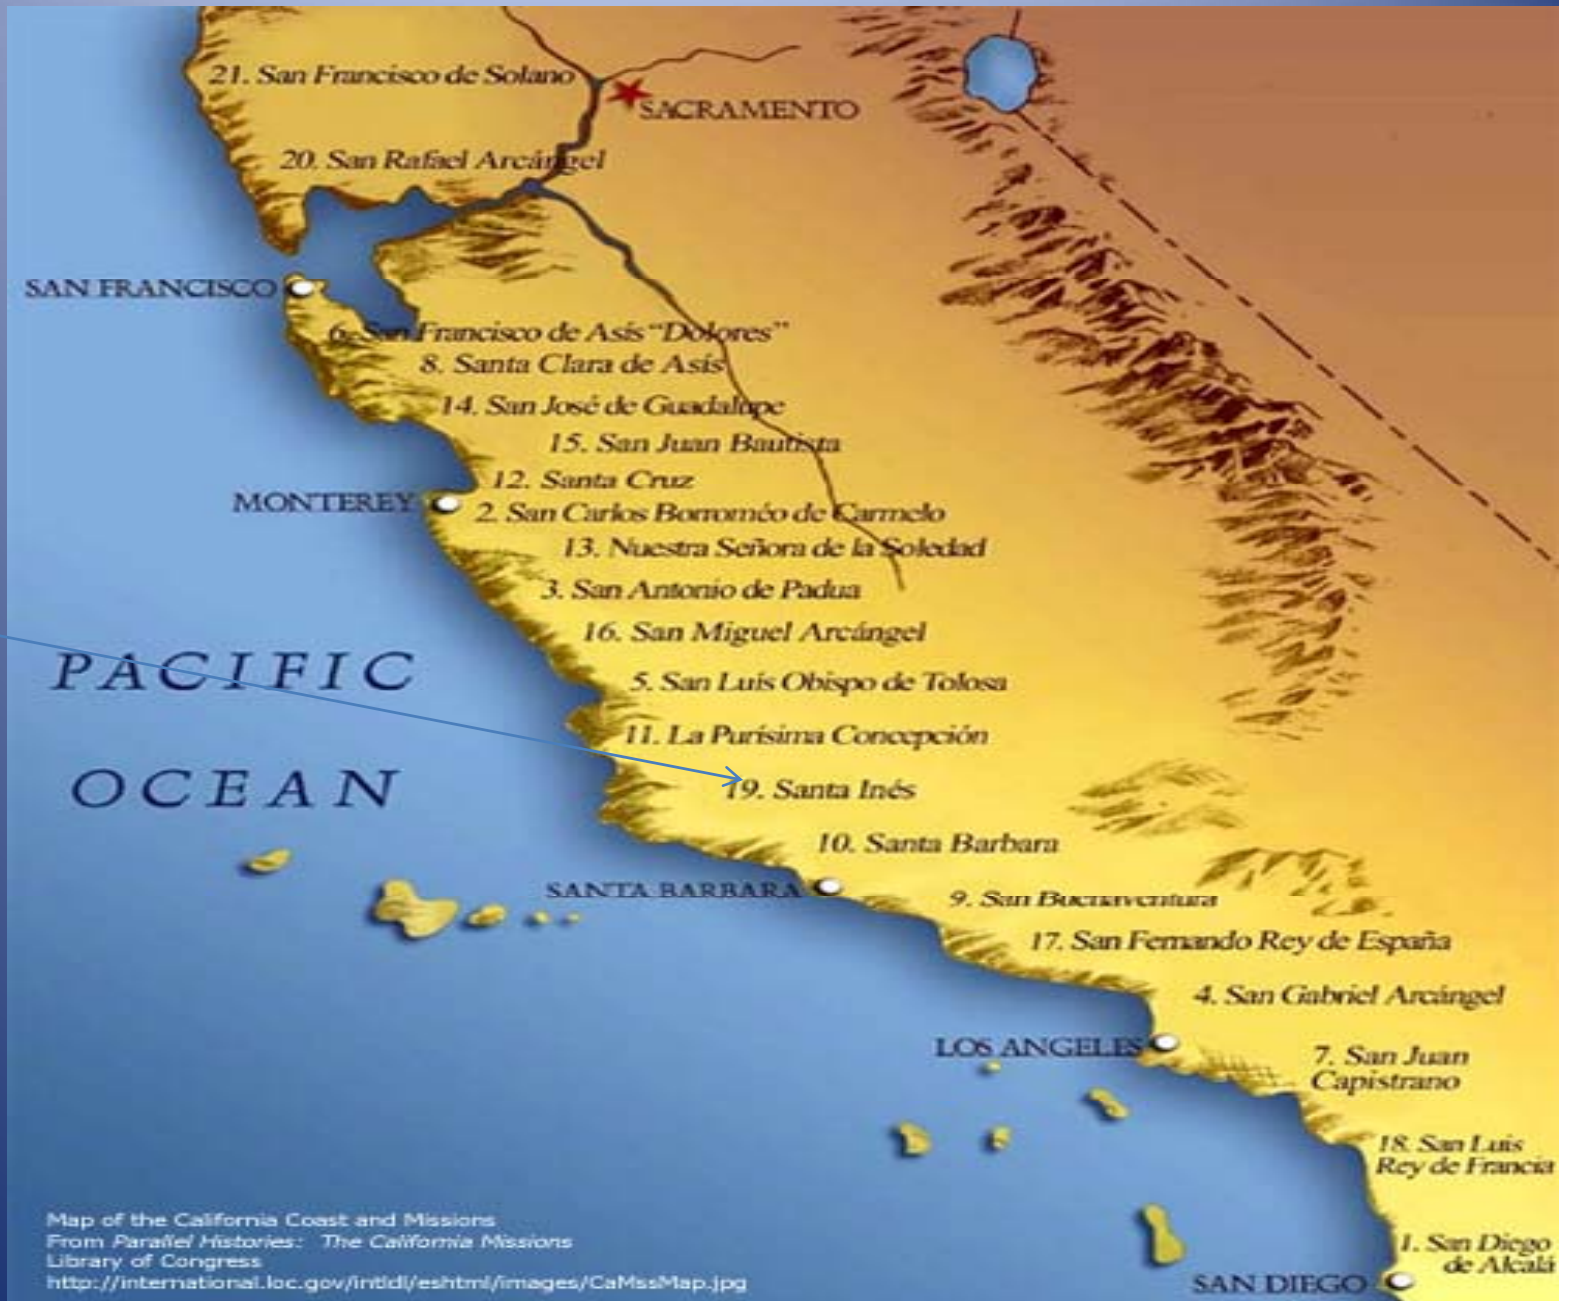 21. San Francisco de Solano
SACRAMENTO
20. San Rafael Arcángel
SAN FRANCISCO
6. San Francisco de Asís "Dolores"
8. Santa Clara de Asís
14. San José de Guadalupe
15. San Juan Bautista
12. Santa Cruz
MONTEREY
2. San Carlos Borroméo de Carmelo
13. Nuestra Señora de la Soledad
3. San Antonio de Padua
16. San Miguel Arcángel
PACIFIC
OCEAN
5. San Luís Obispo de Tolosa
11. La Purísima Concepción
19. Santa Inés
10. Santa Barbara
SANTA BARBARA
9. San Buenaventura
17. San Fernando Rey de España
4. San Gabriel Arcángel
LOS ANGELES
7. San Juan
Capistrano
18. San Luis
Rey de Francia
1. San Diego
de Alcalá
SAN DIEGO
Map of the California Coast and Missions
From Parallel Histories: The California Missions
Library of Congress
http://international.loc.gov/intldl/eshtml/images/CaMssMap.jpg